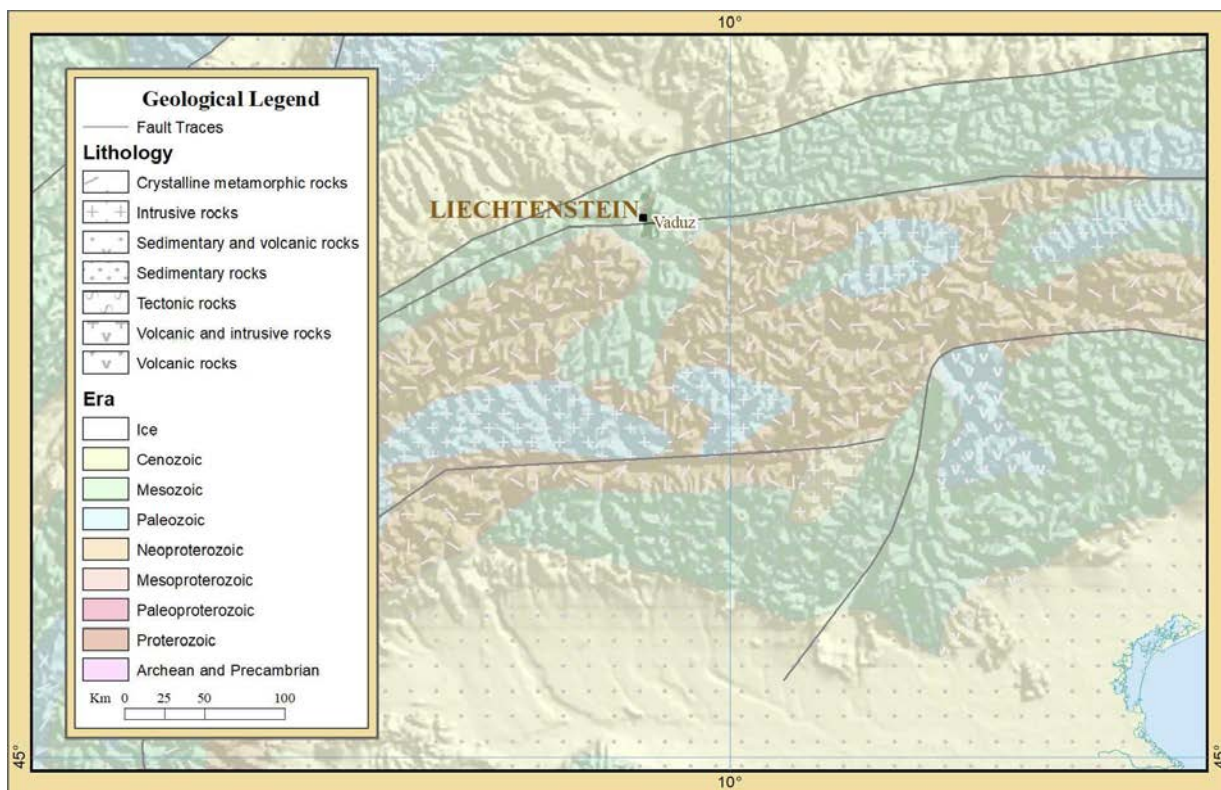 10°
Geological Legend
Fault Traces
Lithology
Crystalline metamorphic rocks
Intrusive rocks
Sedimentary and volcanic rocks
Sedimentary rocks
Tectonic rocks
Volcanic and intrusive rocks
Volcanic rocks
Era
Ice
Cenozoic
Mesozoic
Paleozoic
Neoproterozoic
Mesoproterozoic
Paleoproterozoic
Proterozoic
Archean and Precambrian
Km 0 25 50 100
LIECHTENSTEIN
Vaduz
45°
45°
10°